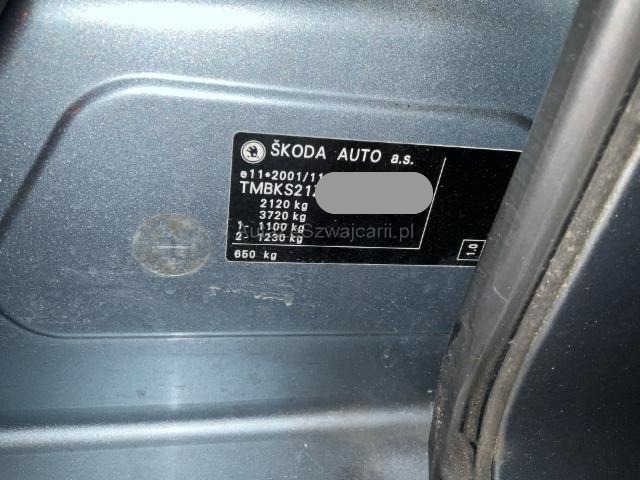 ŠKODA AUTO a.s.
e11*2001/11
TMBKS21
2120 kg
3720 kg
1- 1100 kg
2- 1230 kg
650 kg
1.0